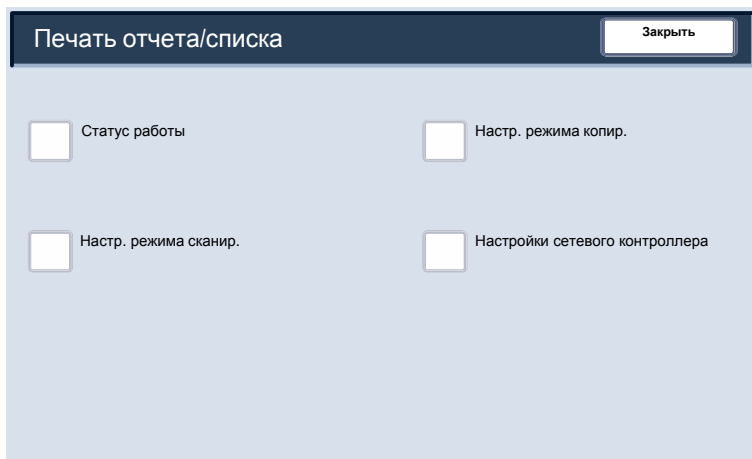 Печать отчета/списка
Закрыть
Статус работы
Настр. режима копир.
Настр. режима сканир.
Настройки сетевого контроллера